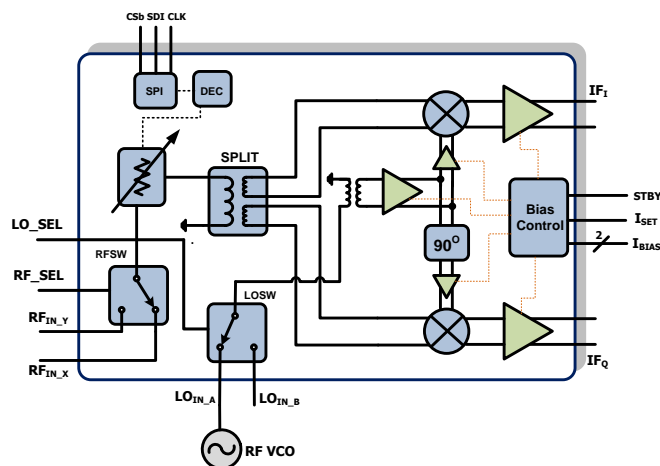 CSb SDI CLK
SPI
DEC
IF_I
SPLIT
STBY
LO_SEL
Bias
Control
I_SET
2
RFSW
90^O
I_BIAS
RF_SEL
LOSW
RF_IN_Y
IF_Q
RF_IN_X
LO_IN_A
LO_IN_B
RF VCO